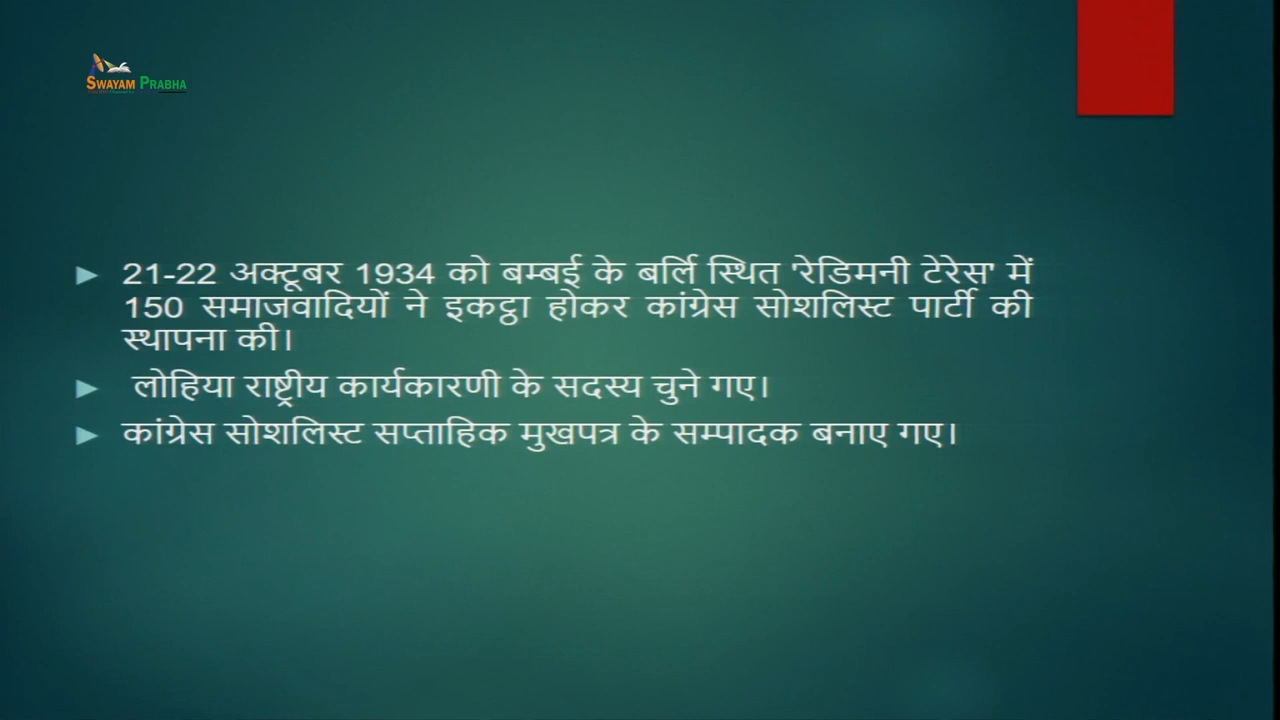 SWAYAM PRABHA
21-22 अक्टूबर 1934 को बम्बई के बर्लि स्थित 'रेडिमनी टेरेस' में
150 समाजवादियों ने इकट्ठा होकर कांग्रेस सोशलिस्ट पार्टी की
स्थापना की।
लोहिया राष्ट्रीय कार्यकारणी के सदस्य चुने गए।
कांग्रेस सोशलिस्ट सप्ताहिक मुखपत्र के सम्पादक बनाए गए।